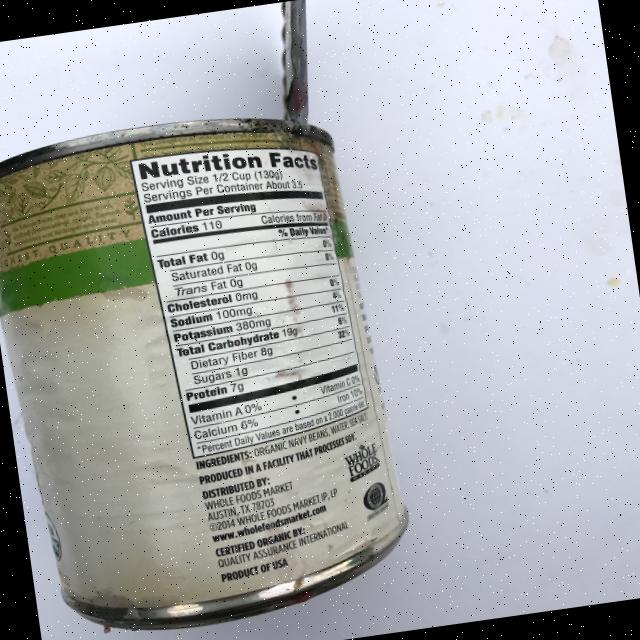 Nutrition Facts
Serving Size 1/2 Cup (130g)
Servings Per Container About 3.5
Amount Per Serving
Calories 110 Calories from Fat 0
% Daily Value*
Total Fat 0g 0%
Saturated Fat 0g 0%
Trans Fat 0g
Cholesterol 0mg 0%
Sodium 100mg 4%
Potassium 380mg 11%
Total Carbohydrate 19g 6%
Dietary Fiber 8g 32%
Sugars 1g
Protein 7g
Vitamin A 0% • Vitamin C 0%
Calcium 6% • Iron 10%
*Percent Daily Values are based on a 2,000 calorie diet.
INGREDIENTS: ORGANIC NAVY BEANS, WATER, SEA SALT.
PRODUCED IN A FACILITY THAT PROCESSES SOY.
DISTRIBUTED BY:
WHOLE FOODS MARKET
AUSTIN, TX 78703
©2014 WHOLE FOODS MARKET IP, LP
www.wholefoodsmarket.com
CERTIFIED ORGANIC BY:
QUALITY ASSURANCE INTERNATIONAL
PRODUCT OF USA
WHOLE
FOODS
QUALITY